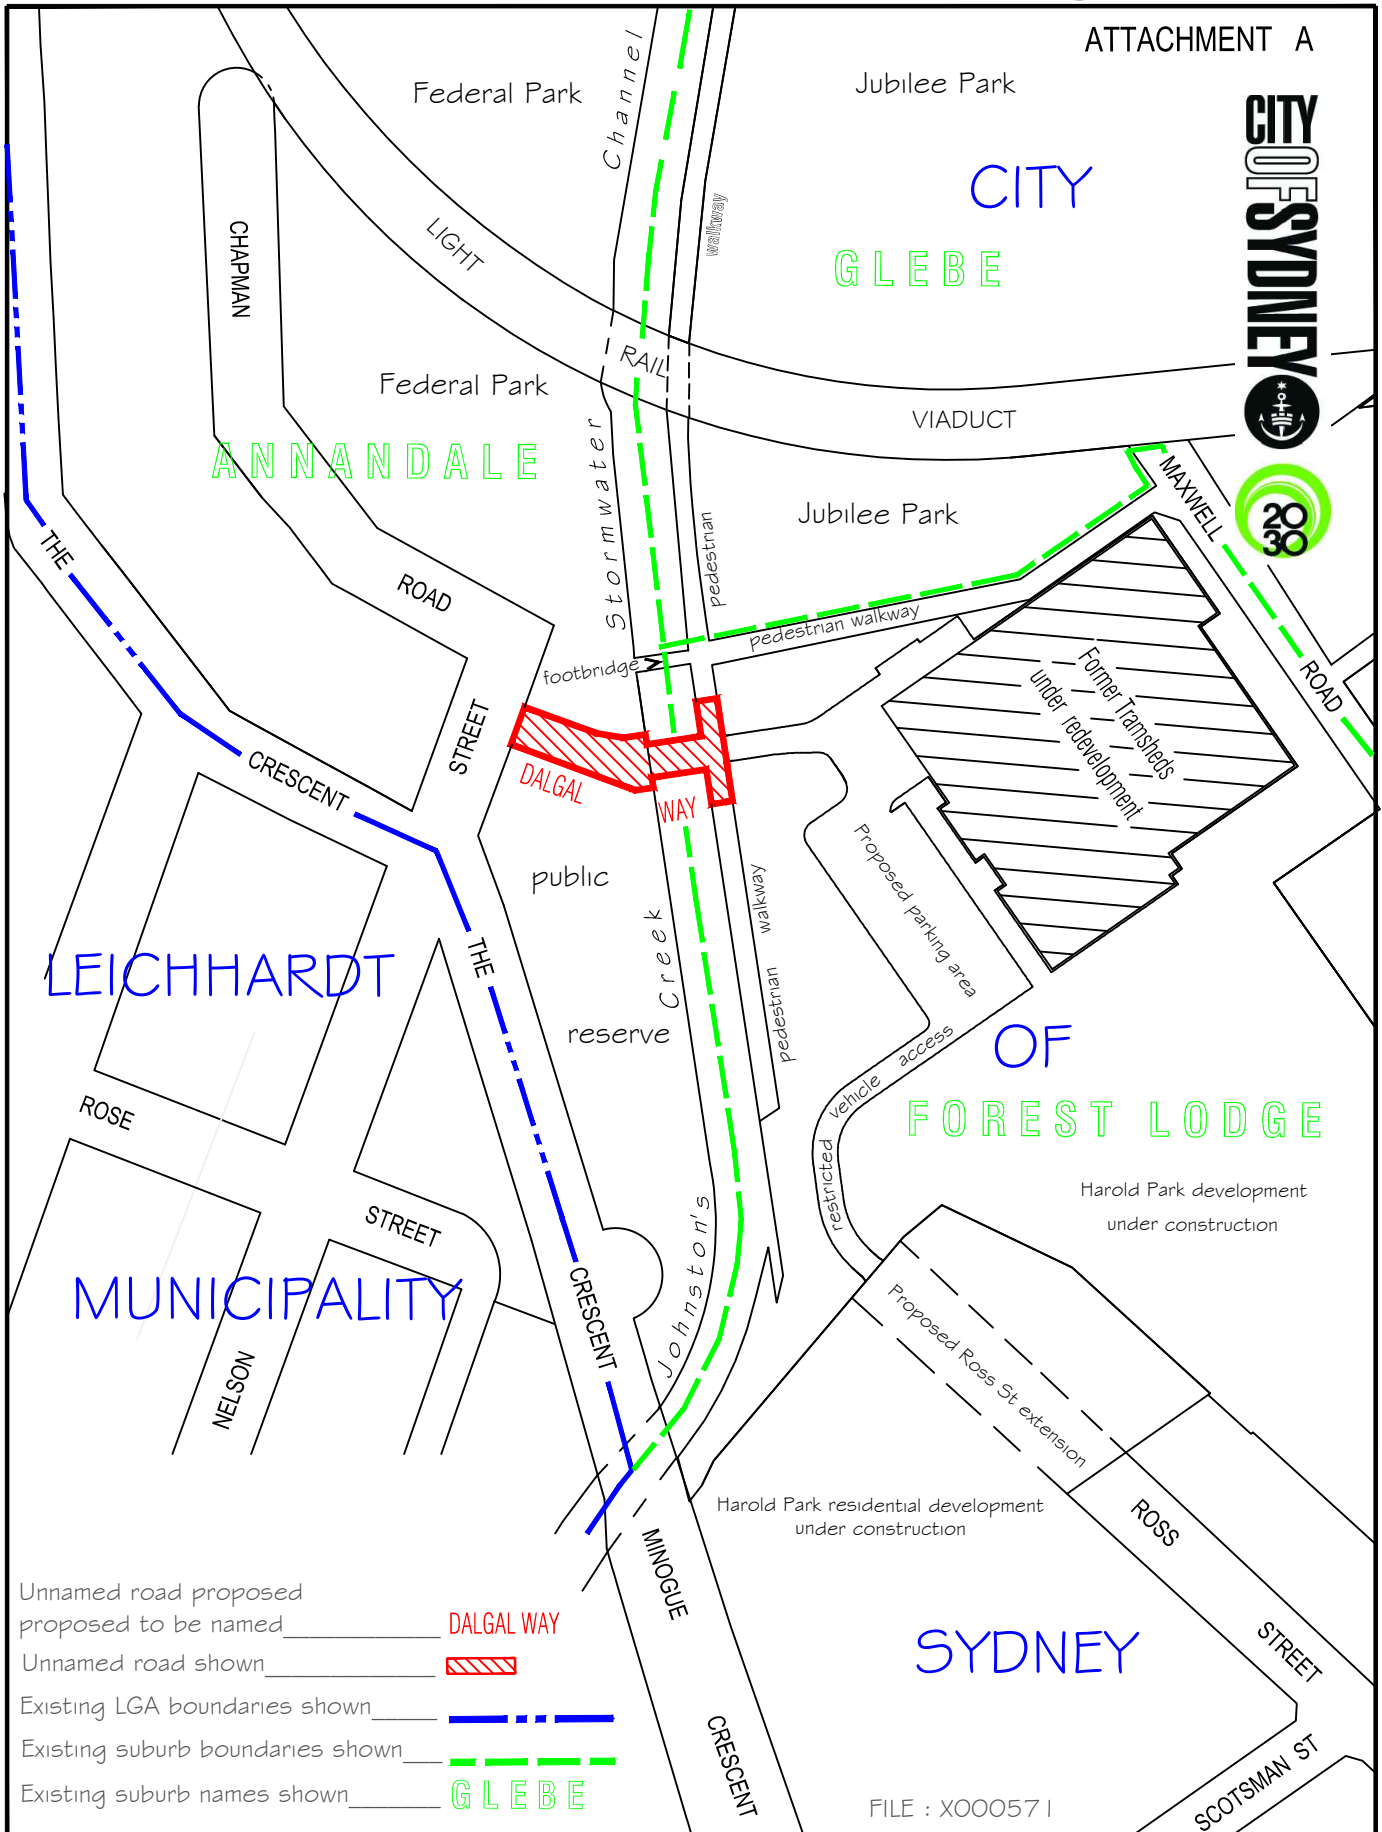 ATTACHMENT A
CITY OF SYDNEY
2030
Federal Park
Jubilee Park
Channel
CITY
walkway
GLEBE
LIGHT
CHAPMAN
RAIL
Federal Park
VIADUCT
ANNANDALE
Stormwater
Jubilee Park
MAXWELL
THE
pedestrian
ROAD
pedestrian walkway
footbridge
Former Tramsheds
under redevelopment
ROAD
STREET
CRESCENT
DALGAL
WAY
public
Proposed parking area
walkway
THE
LEICHHARDT
Creek
pedestrian
reserve
OF
vehicle access
ROSE
FOREST LODGE
restricted
Harold Park development
under construction
STREET
Johnston's
MUNICIPALITY
CRESCENT
Proposed Ross St extension
NELSON
Harold Park residential development
under construction
ROSS
MINOGUE
Unnamed road proposed
proposed to be named DALGAL WAY
Unnamed road shown
Existing LGA boundaries shown
Existing suburb boundaries shown
Existing suburb names shown GLEBE
SYDNEY
STREET
CRESCENT
SCOTSMAN ST
FILE : X000571